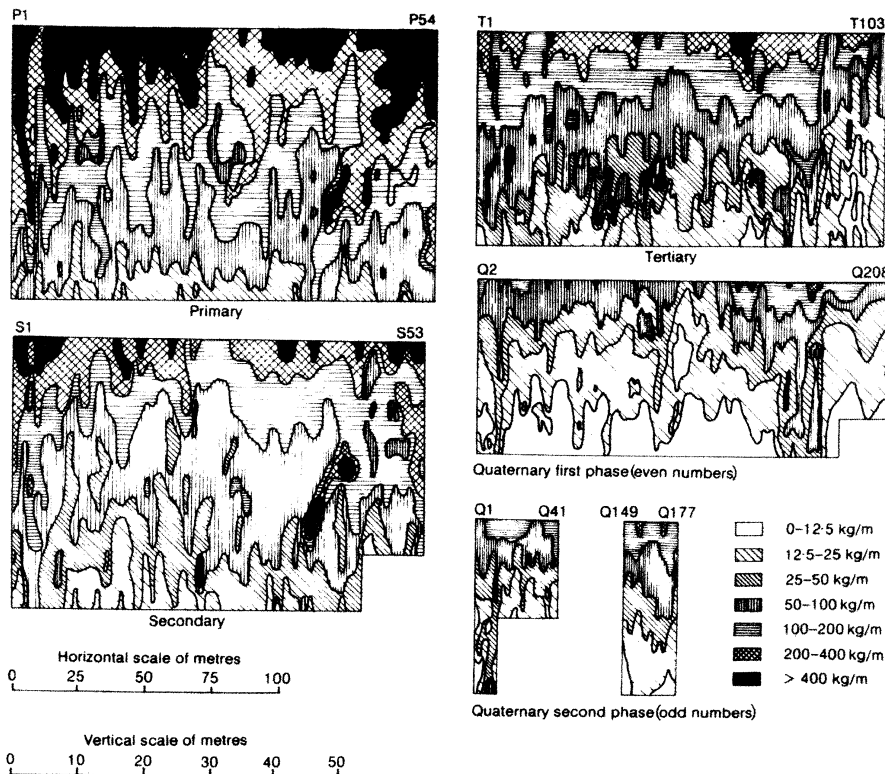 P1 P54
Primary
S1 S53
Secondary
Horizontal scale of metres
0 25 50 75 100
Vertical scale of metres
0 10 20 30 40 50
T1 T103
Tertiary
Q2 Q208
Quaternary first phase (even numbers)
Q1 Q41 Q149 Q177
Quaternary second phase (odd numbers)
0–12·5 kg/m
12·5–25 kg/m
25–50 kg/m
50–100 kg/m
100–200 kg/m
200–400 kg/m
> 400 kg/m